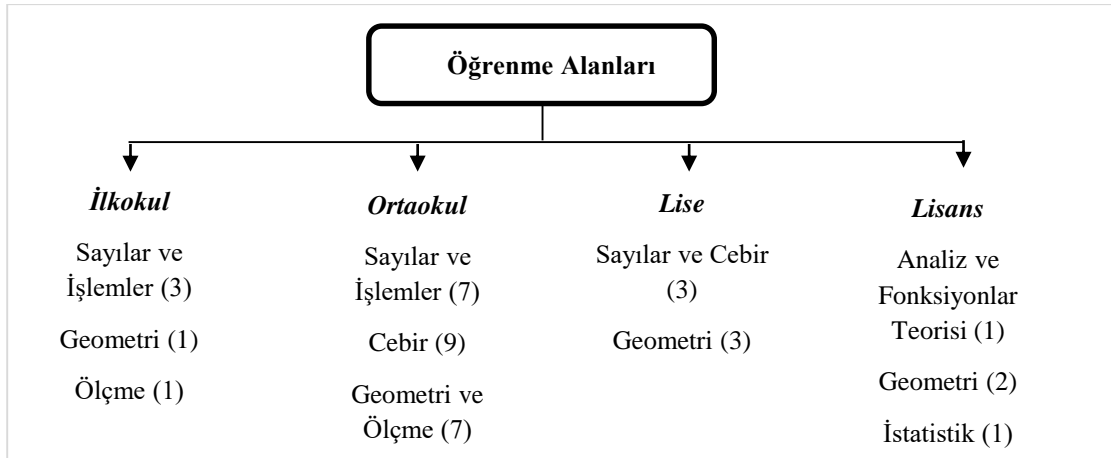 Öğrenme Alanları
İlkokul
Sayılar ve
İşlemler (3)
Geometri (1)
Ölçme (1)
Ortaokul
Sayılar ve
İşlemler (7)
Cebir (9)
Geometri ve
Ölçme (7)
Lise
Sayılar ve Cebir
(3)
Geometri (3)
Lisans
Analiz ve
Fonksiyonlar
Teorisi (1)
Geometri (2)
İstatistik (1)